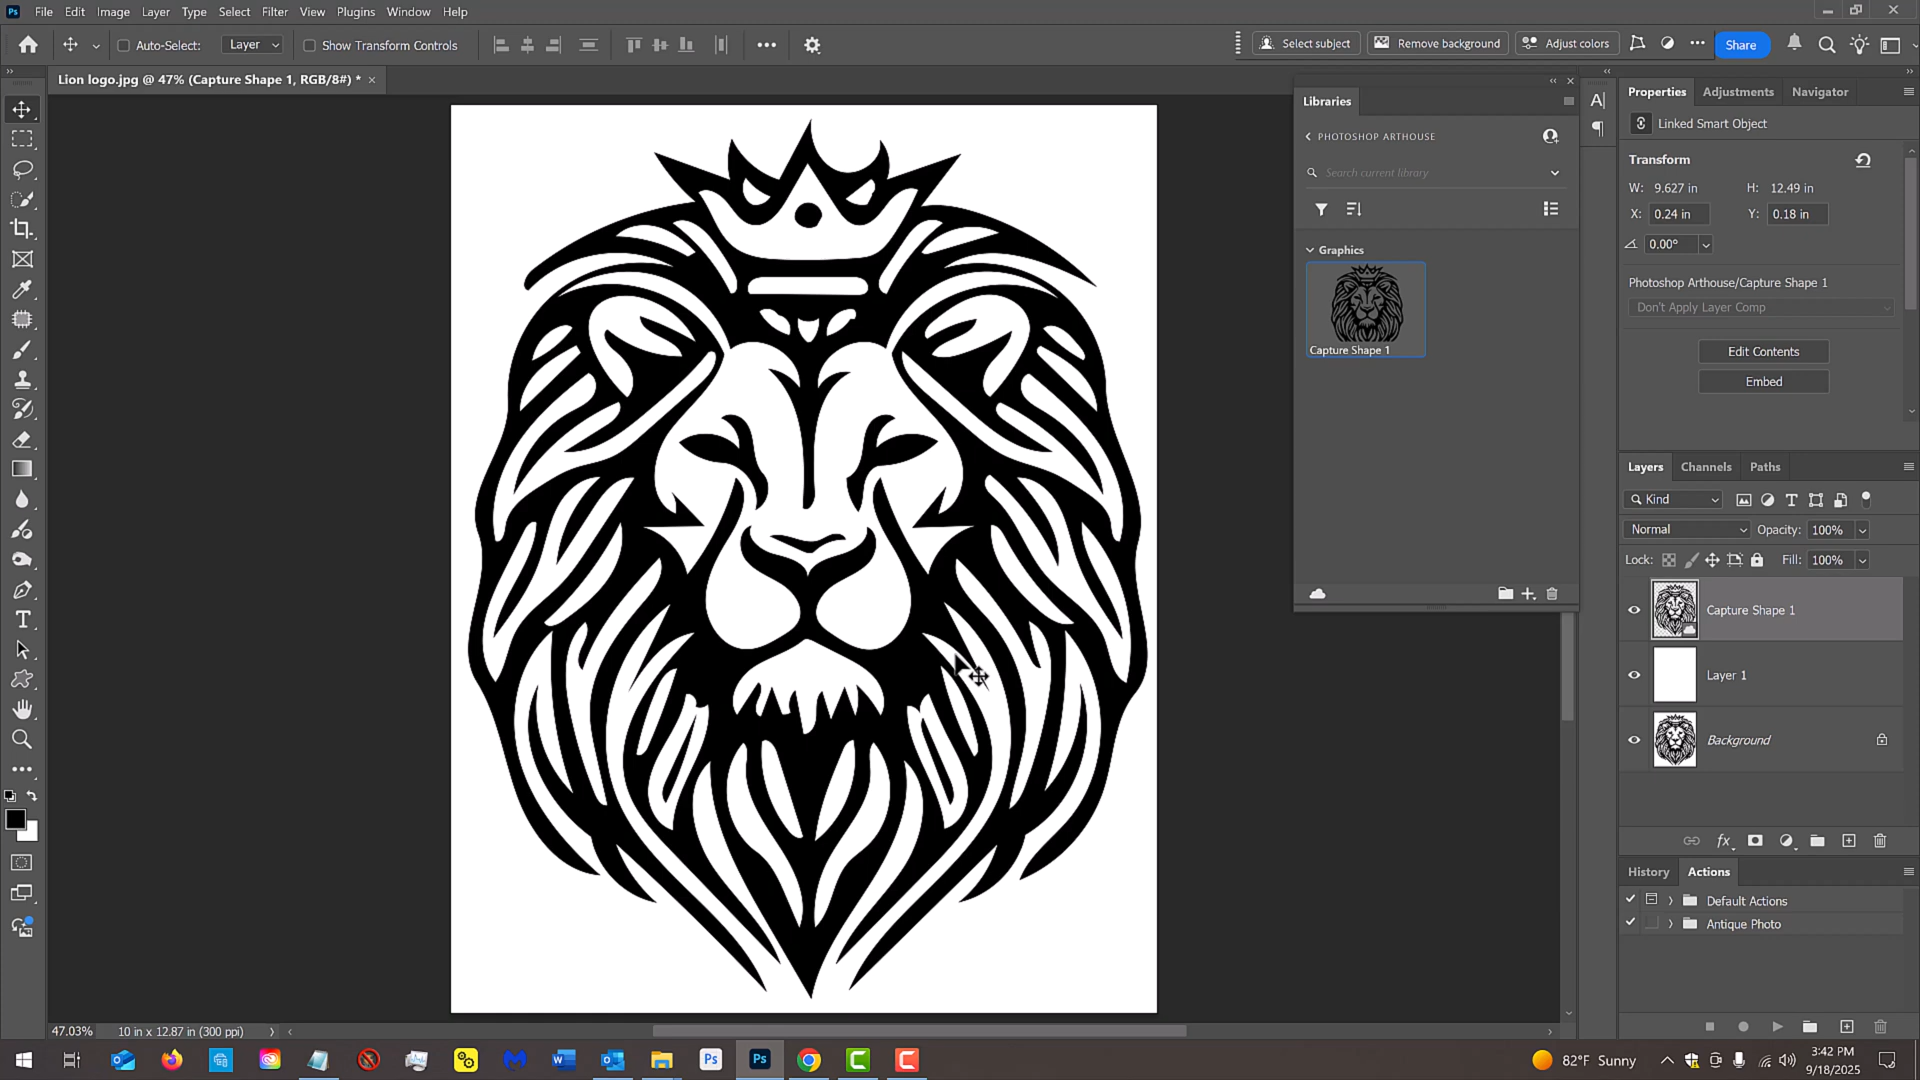 File Edit Image Layer Type Select Filter View Plugins Window Help
Auto-Select: Layer Show Transform Controls
Select subject Remove background Adjust colors Share
Lion logo.jpg @ 47% (Capture Shape 1, RGB/8#) *
Libraries
PHOTOSHOP ARTHOUSE
Search current library
Graphics
Capture Shape 1
Properties Adjustments Navigator
Linked Smart Object
Transform
W: 9.627 in H: 12.49 in
X: 0.24 in Y: 0.18 in
0.00°
Photoshop Arthouse/Capture Shape 1
Don't Apply Layer Comp
Edit Contents
Embed
Layers Channels Paths
Kind
Normal Opacity: 100%
Lock: Fill: 100%
Capture Shape 1
Layer 1
Background
History Actions
Default Actions
Antique Photo
47.03% 10 in x 12.87 in (300 ppi)
82°F Sunny
3:42 PM
9/18/2025